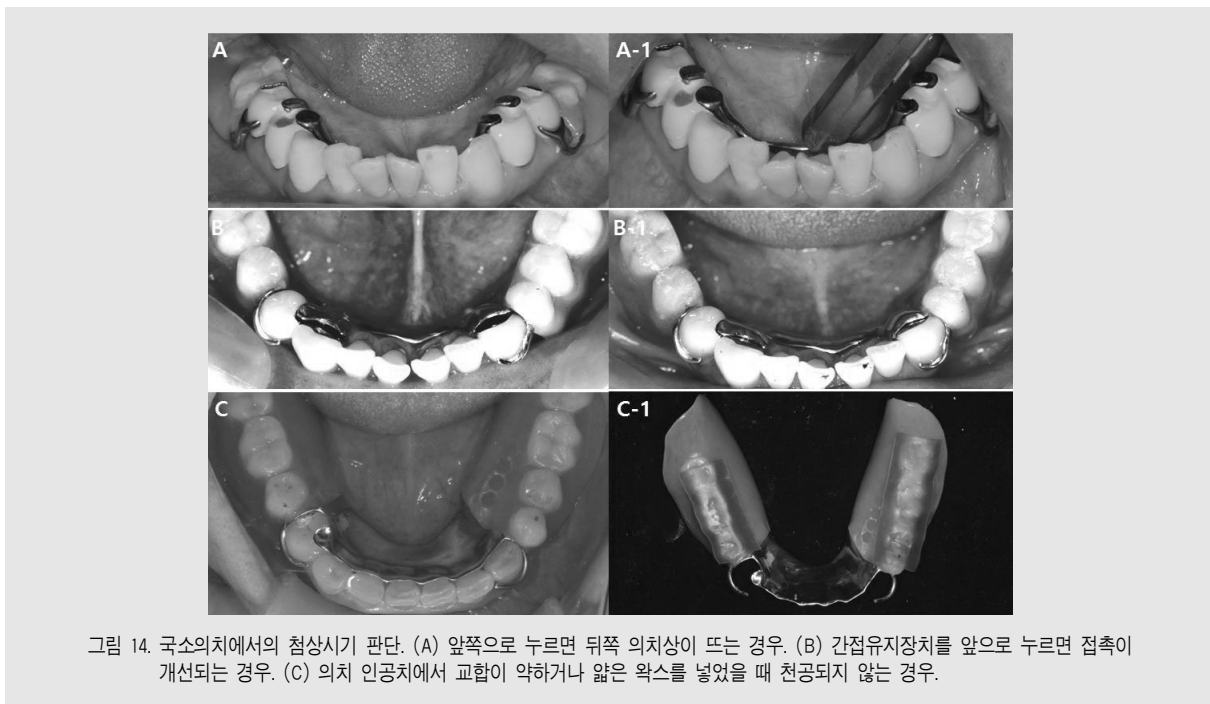 A
A-1
B
B-1
C
C-1
그림 14. 국소의치에서의 첨상시기 판단. (A) 앞쪽으로 누르면 뒤쪽 의치상이 뜨는 경우. (B) 간접유지장치를 앞으로 누르면 접촉이
개선되는 경우. (C) 의치 인공치에서 교합이 약하거나 얇은 왁스를 넣었을 때 천공되지 않는 경우.